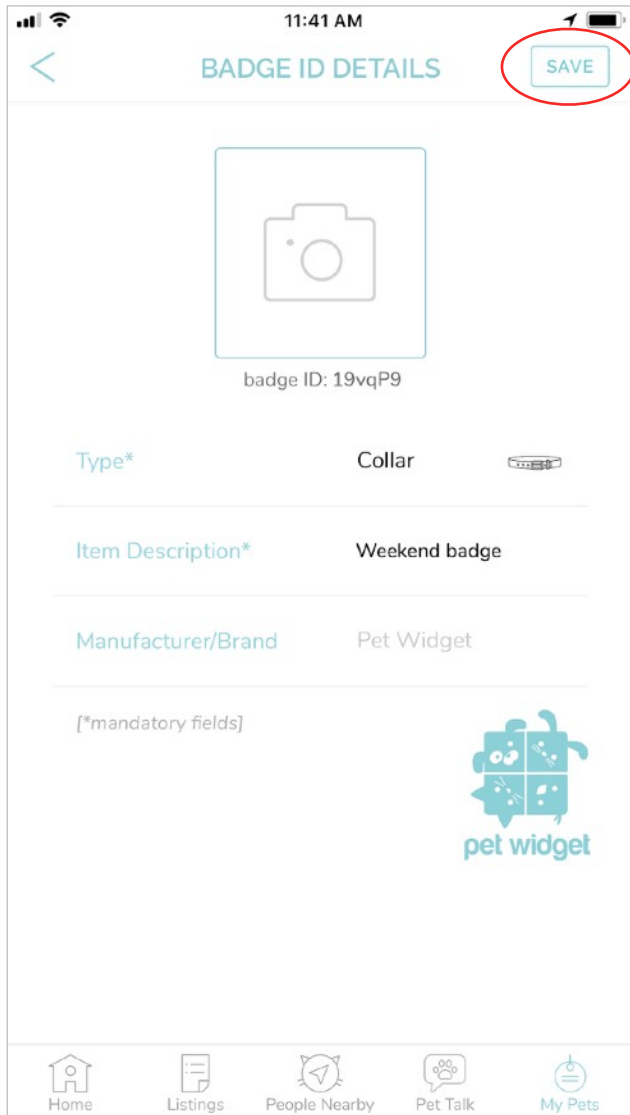 11:41 AM
BADGE ID DETAILS
SAVE
badge ID: 19vqP9
Type* Collar
Item Description* Weekend badge
Manufacturer/Brand Pet Widget
[*mandatory fields]
pet widget
Home Listings People Nearby Pet Talk My Pets